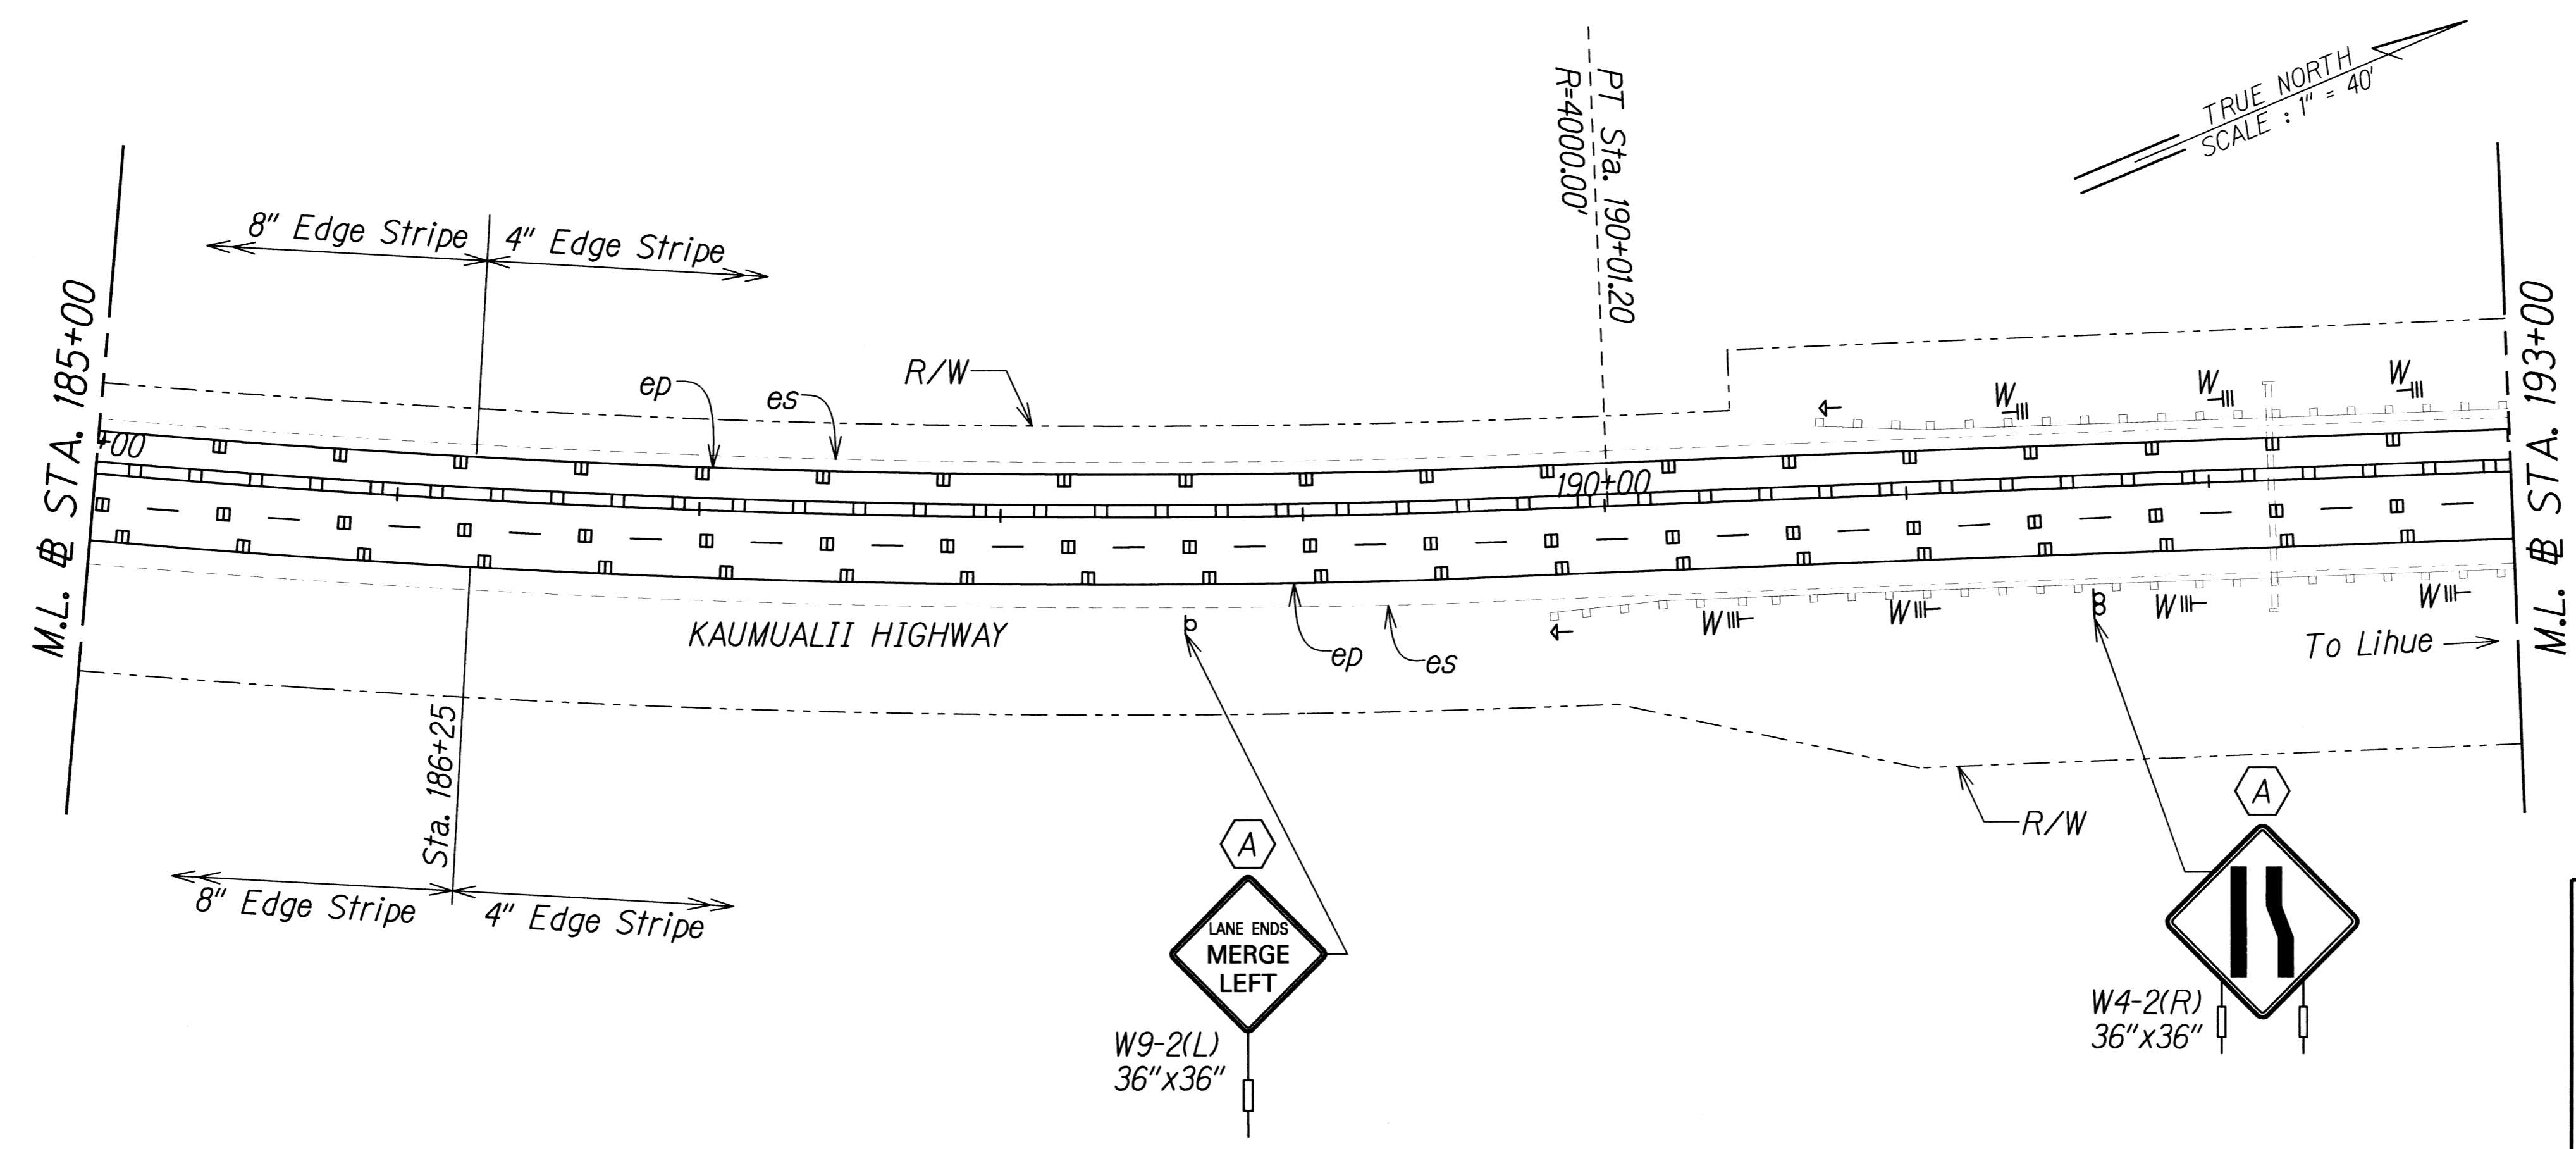 TRUE NORTH
SCALE : 1" = 40'
PT Sta. 190+01.20
R=4000.00'
8" Edge Stripe
4" Edge Stripe
M.L. ℄ STA. 185+00
M.L. ℄ STA. 193+00
R/W
ep
es
W
W
W
+00
190+00
KAUMUALII HIGHWAY
ep
es
W
W
W
W
To Lihue
Sta. 186+25
R/W
8" Edge Stripe
4" Edge Stripe
A
LANE ENDS
MERGE
LEFT
W9-2(L)
36"x36"
A
W4-2(R)
36"x36"